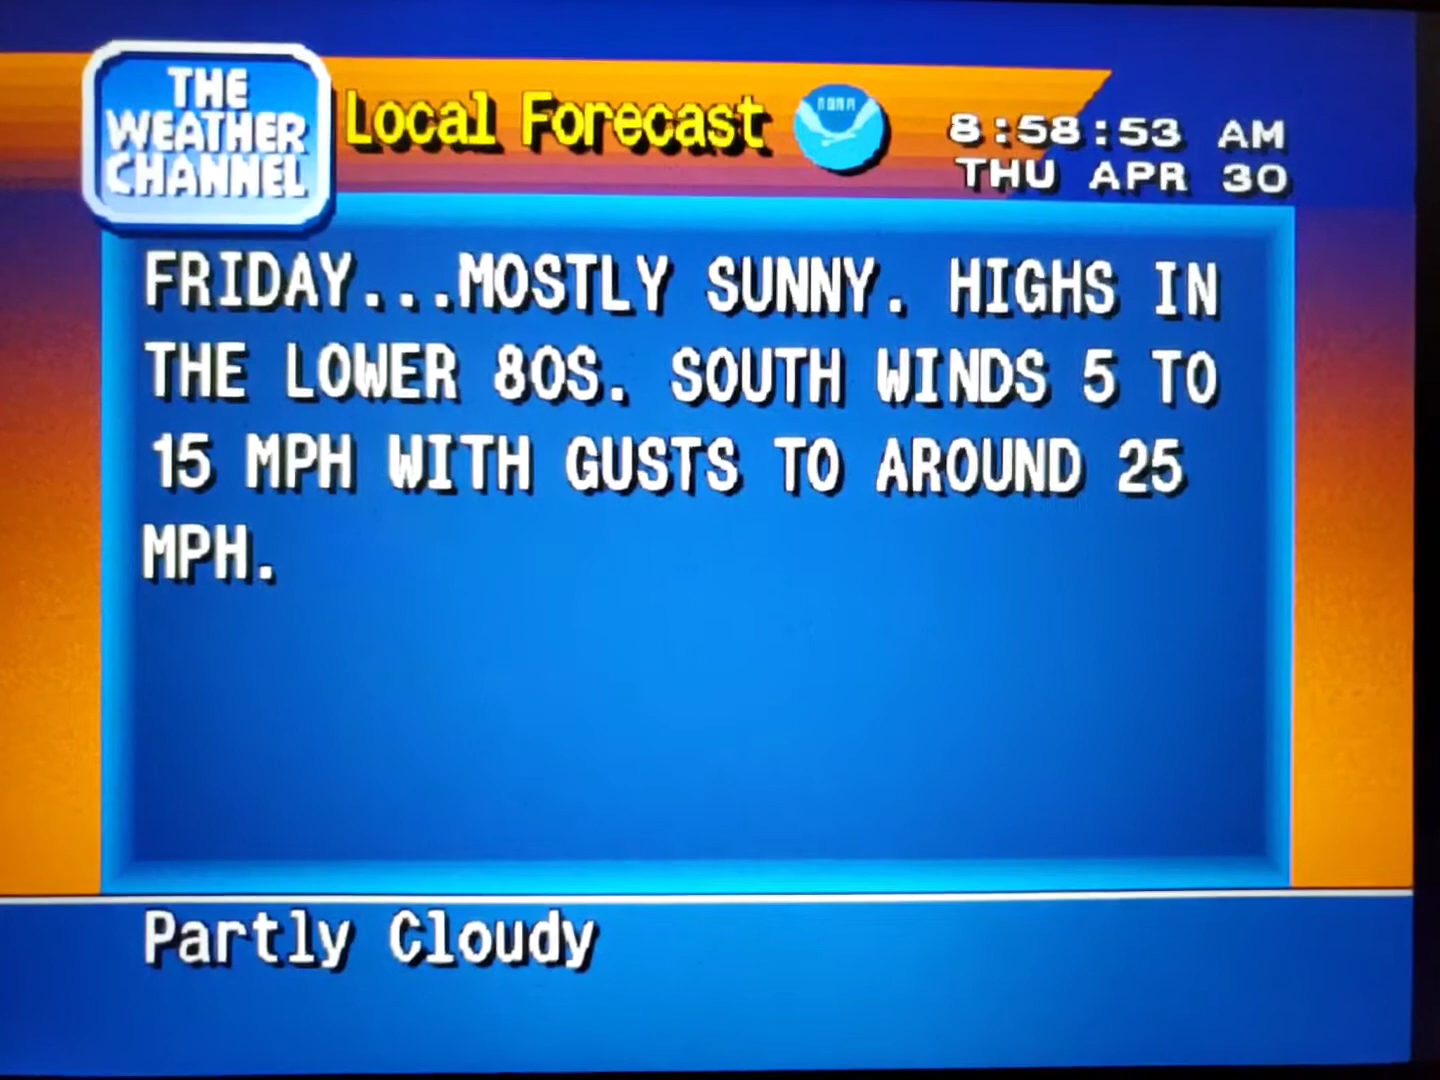 THE
WEATHER
CHANNEL
Local Forecast
NOAA
8:58:53 AM
THU APR 30
FRIDAY...MOSTLY SUNNY. HIGHS IN
THE LOWER 80S. SOUTH WINDS 5 TO
15 MPH WITH GUSTS TO AROUND 25
MPH.
Partly Cloudy